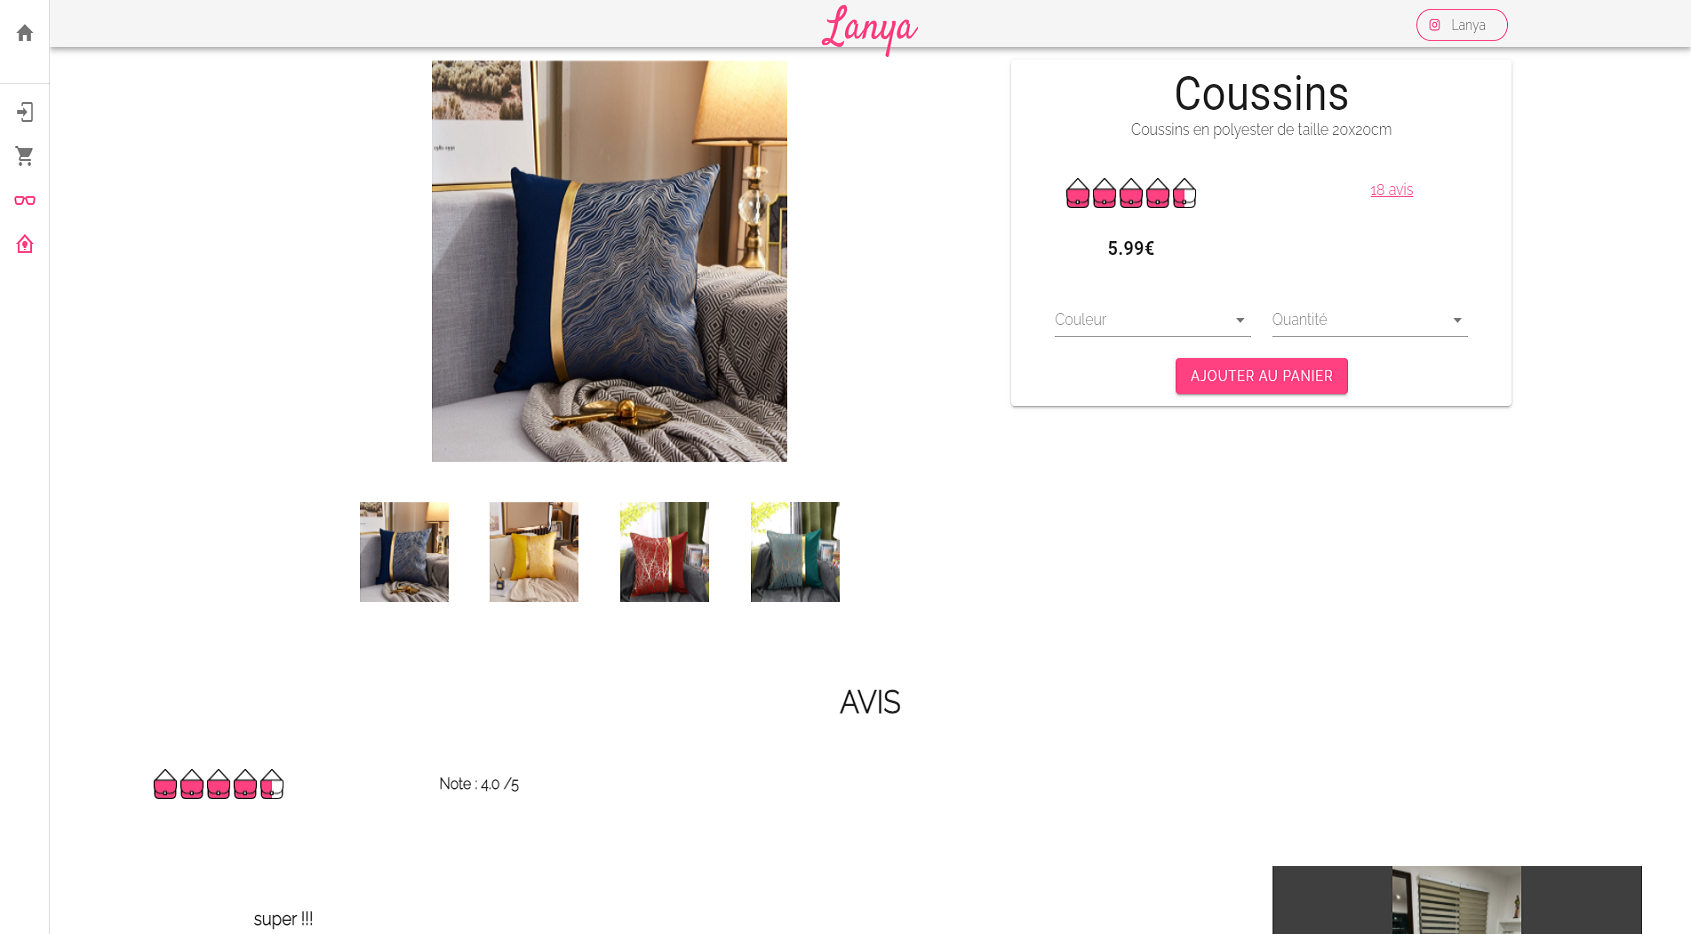 Lanya
Lanya
Coussins
Coussins en polyester de taille 20x20cm
18 avis
5.99€
Couleur
Quantité
AJOUTER AU PANIER
AVIS
Note : 4.0 /5
super !!!